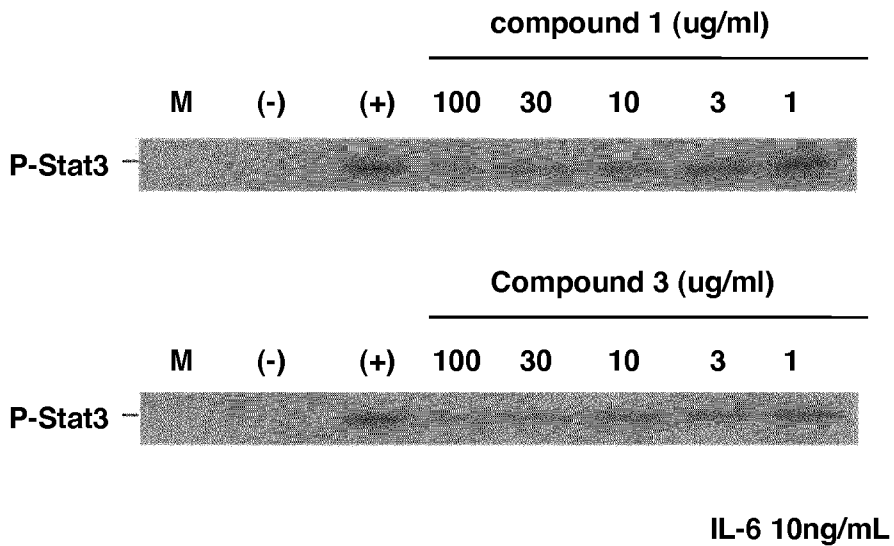 compound 1 (ug/ml)
M (-) (+) 100 30 10 3 1
P-Stat3
Compound 3 (ug/ml)
M (-) (+) 100 30 10 3 1
P-Stat3
IL-6 10ng/mL